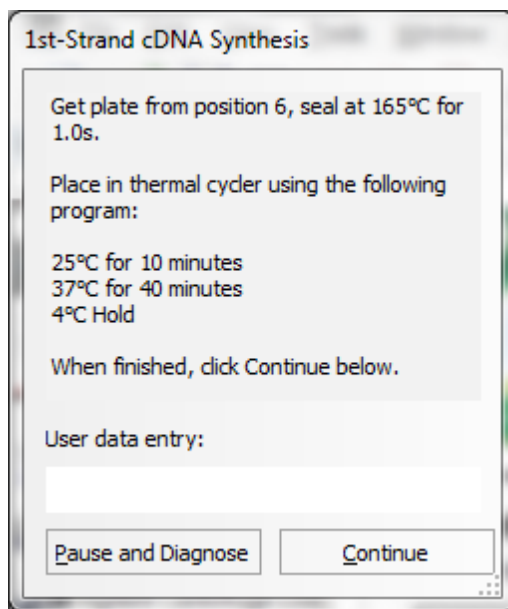 1st-Strand cDNA Synthesis
Get plate from position 6, seal at 165°C for
1.0s.
Place in thermal cycler using the following
program:
25°C for 10 minutes
37°C for 40 minutes
4°C Hold
When finished, click Continue below.
User data entry:
Pause and Diagnose
Continue